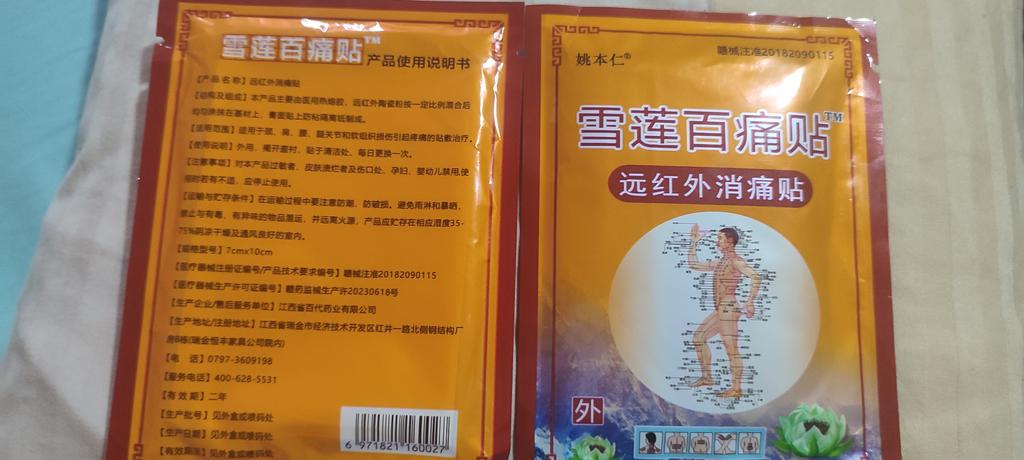 雪莲百痛贴™
产品使用说明书
【产品名称】远红外消痛贴
【结构及组成】本产品主要由医用热熔胶、远红外陶瓷粉按一定比例混合后
均匀涂抹在基材上，膏面贴上防粘隔离纸制成。
【适用范围】适用于颈、肩、腰、腿关节和软组织损伤引起疼痛的贴敷治疗。
【使用说明】外用，揭开衬，贴于清洁处、每日更换一次。
【注意事项】对本产品过敏者、皮肤溃烂者及伤口处、孕妇、婴幼儿禁用,使
用时若有不适，应停止使用。
【运输与贮存条件】在运输过程中要注意防潮、防破损、避免雨淋和暴晒，
禁止与有毒、有异味的物品混运，并远离火源，产品应贮存在相应湿度35-
75%阴凉干燥及通风良好的室内。
【规格型号】7cmx10cm
【医疗器械注册证编号/产品技术要求编号】赣械注准20182090115
【医疗器械生产许可证编号】赣药监械生产许20230618号
【生产企业/售后服务单位】江西省百代药业有限公司
【生产地址/注册地址】江西省瑞金市经济技术开发区红井一路北侧钢结构厂
房B栋(瑞金恒丰家具公司院内)
【电 话】0797-3609198
【服务电话】400-628-5531
【有 效 期】二年
【生产批号】见外盒或喷码处
【生产日期】见外盒或喷码处
【有效期至】见外盒或喷码处
6 971821 160027
姚本仁®
赣械注准20182090115
雪莲百痛贴™
远红外消痛贴
外